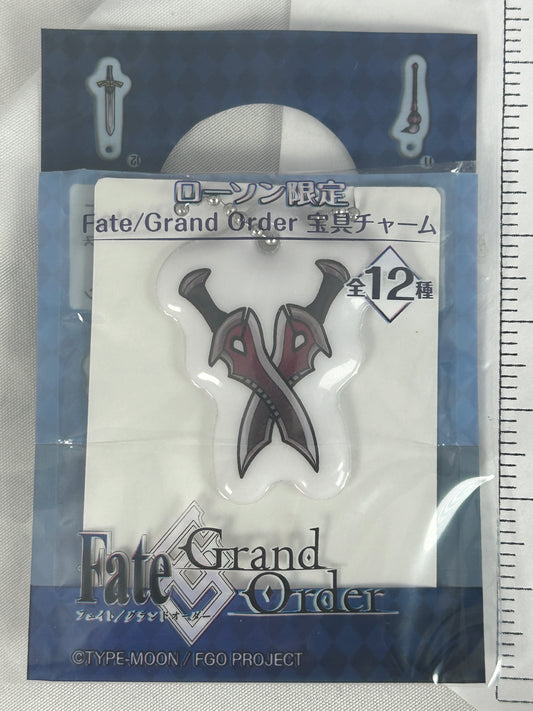 12
11
ローソン限定
Fate/Grand Order 宝具チャーム
全12種
Fate
Grand
Order
フェイト/グランドオーダー
©TYPE-MOON / FGO PROJECT